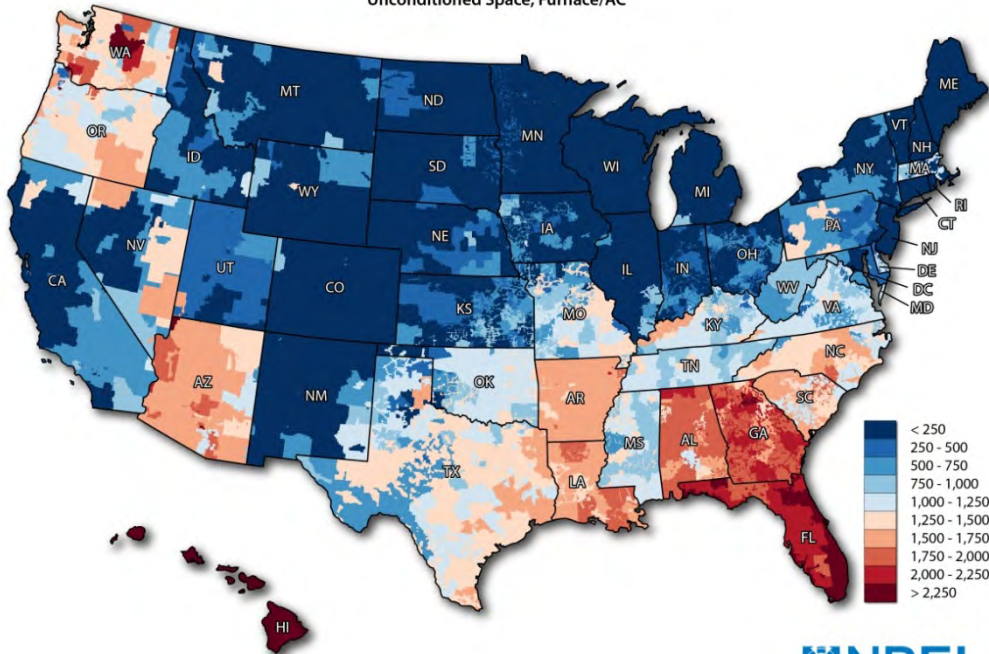 Unconditioned Space, Furnace/AC
WA
MT
ND
MN
ME
OR
ID
WY
SD
WI
MI
VT
NH
NY
MA
RI
CT
NV
UT
NE
IA
PA
NJ
CA
CO
IL
IN
OH
DE
DC
MD
KS
MO
WV
VA
KY
AZ
NM
OK
TN
NC
AR
SC
TX
LA
MS
AL
GA
FL
HI
< 250
250 - 500
500 - 750
750 - 1,000
1,000 - 1,250
1,250 - 1,500
1,500 - 1,750
1,750 - 2,000
2,000 - 2,250
> 2,250
NREL